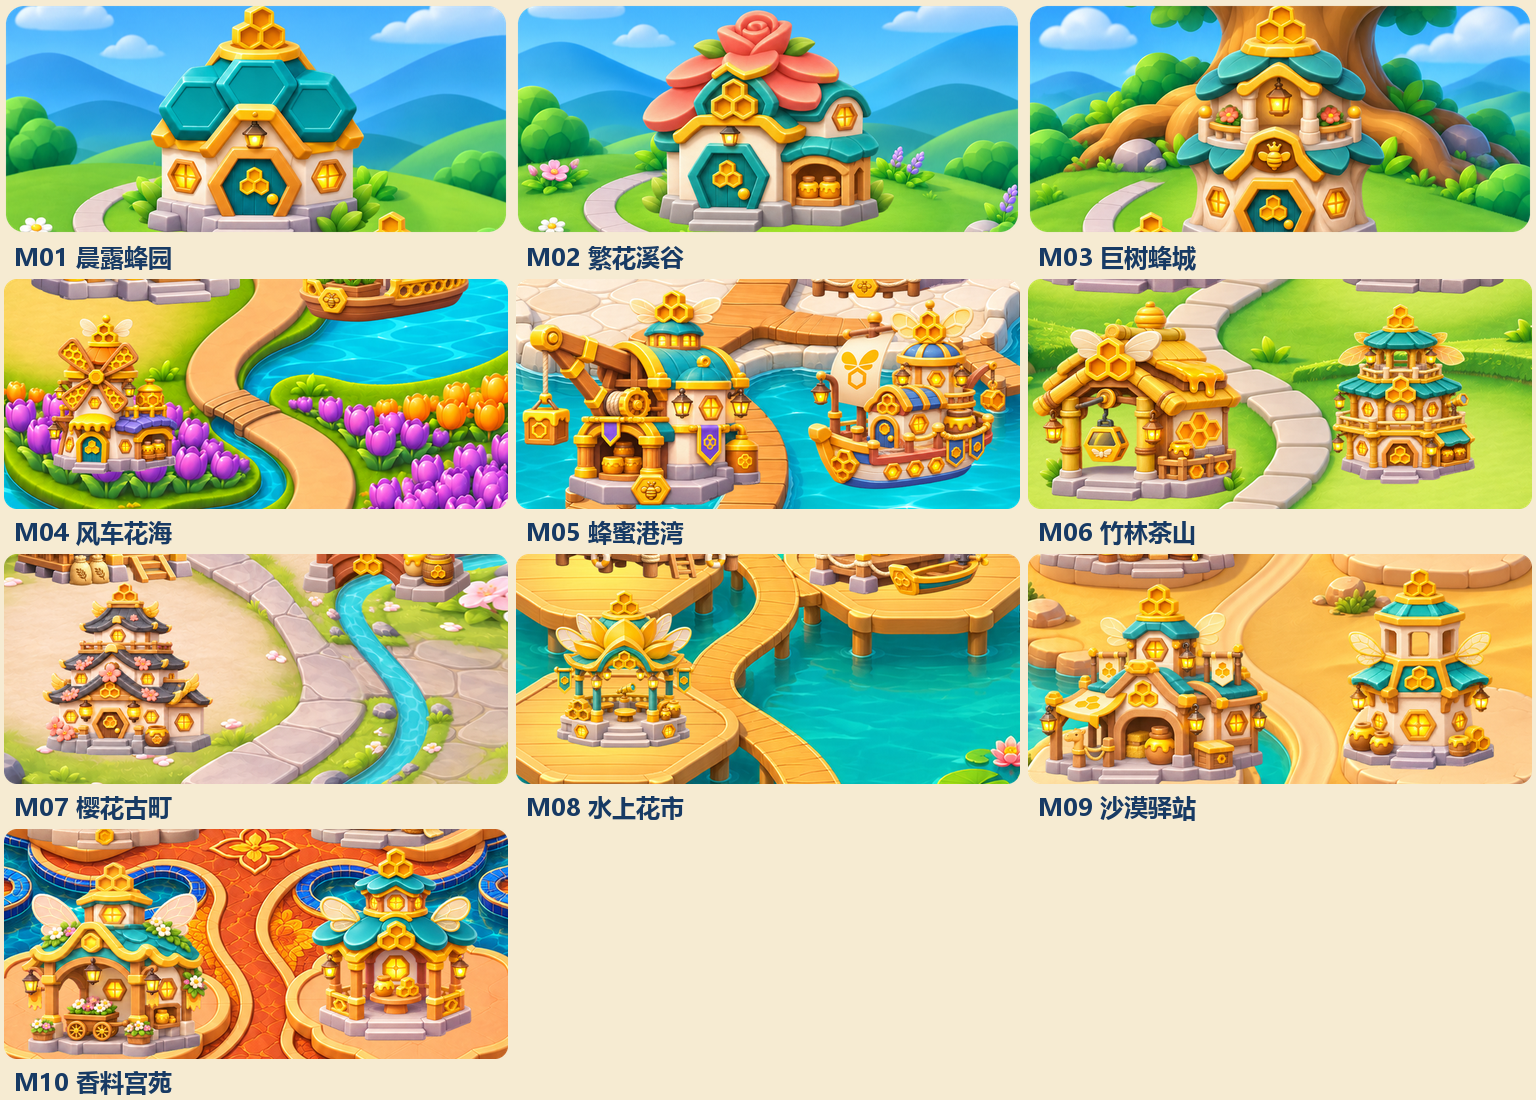 M01 晨露蜂园
M02 繁花溪谷
M03 巨树蜂城
M04 风车花海
M05 蜂蜜港湾
M06 竹林茶山
M07 樱花古町
M08 水上花市
M09 沙漠驿站
M10 香料宫苑